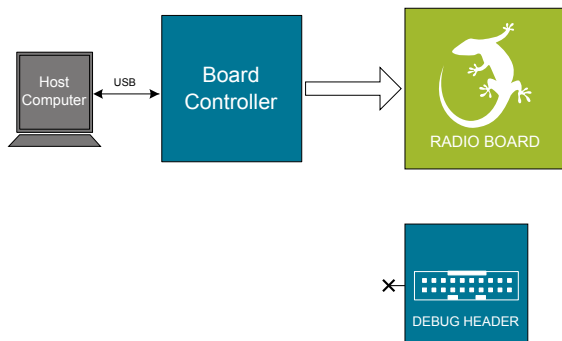 Host
Computer
USB
Board
Controller
RADIO BOARD
DEBUG HEADER